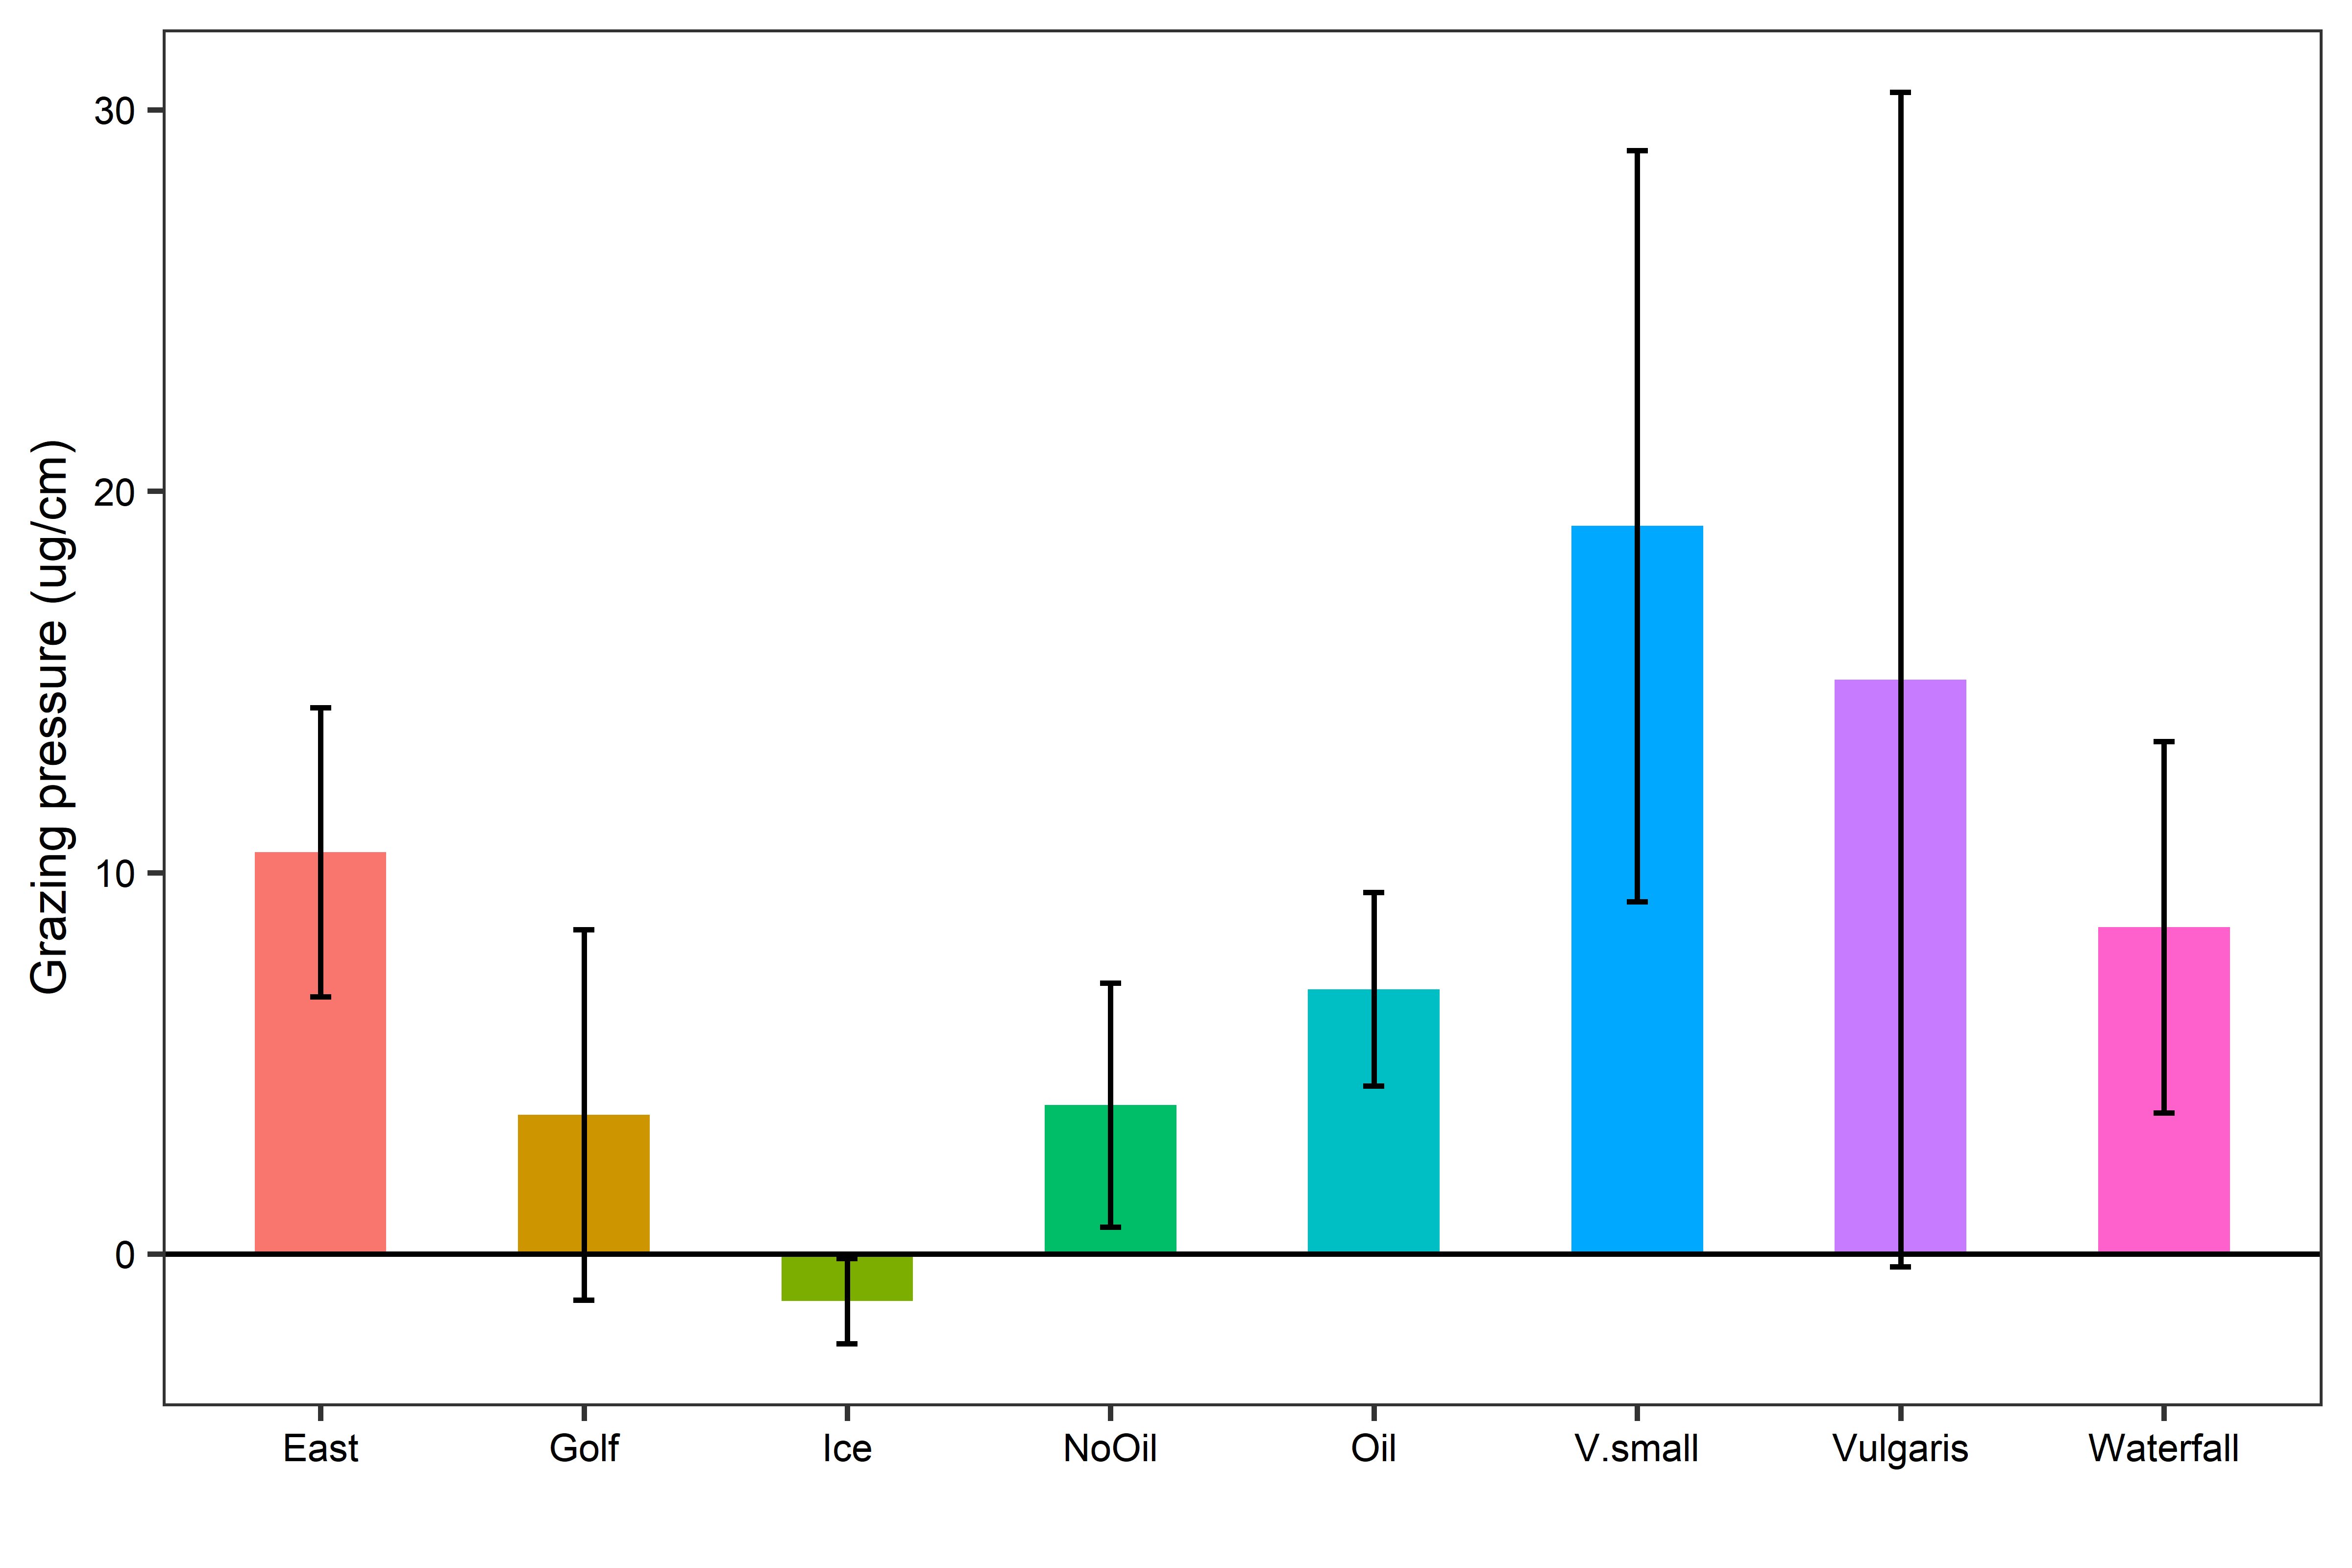 Grazing pressure (ug/cm)
30
20
10
0
East Golf Ice NoOil Oil V.small Vulgaris Waterfall